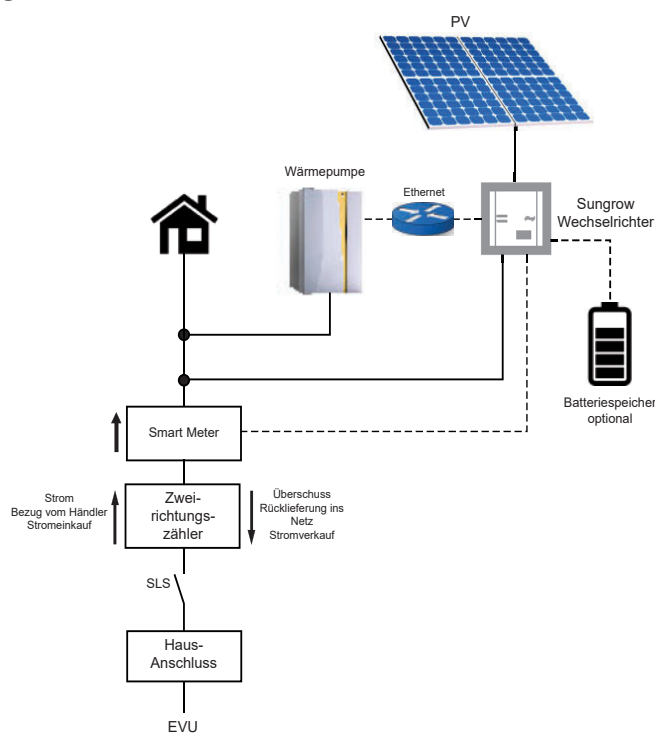 PV
Wärmepumpe
Ethernet
Sungrow
Wechselrichter
Batteriespeicher
optional
Smart Meter
Strom
Bezug vom Händler
Stromeinkauf
Zwei-
richtungs-
zähler
Überschuss
Rücklieferung ins
Netz
Stromverkauf
SLS
Haus-
Anschluss
EVU